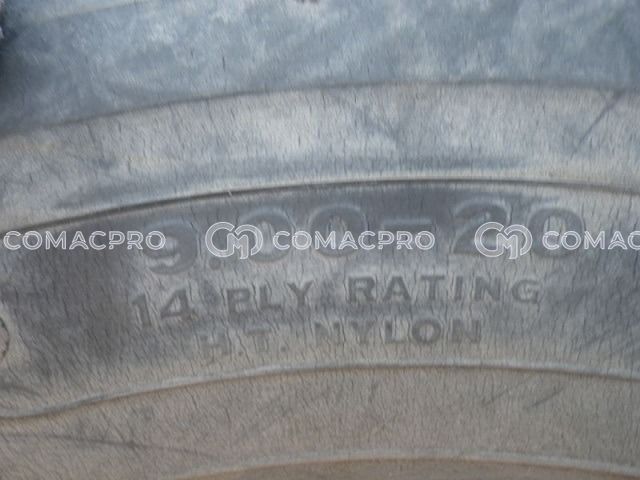 9.00-20
COMACPRO COMACPRO COMACPRO
14 PLY RATING
H.T. NYLON